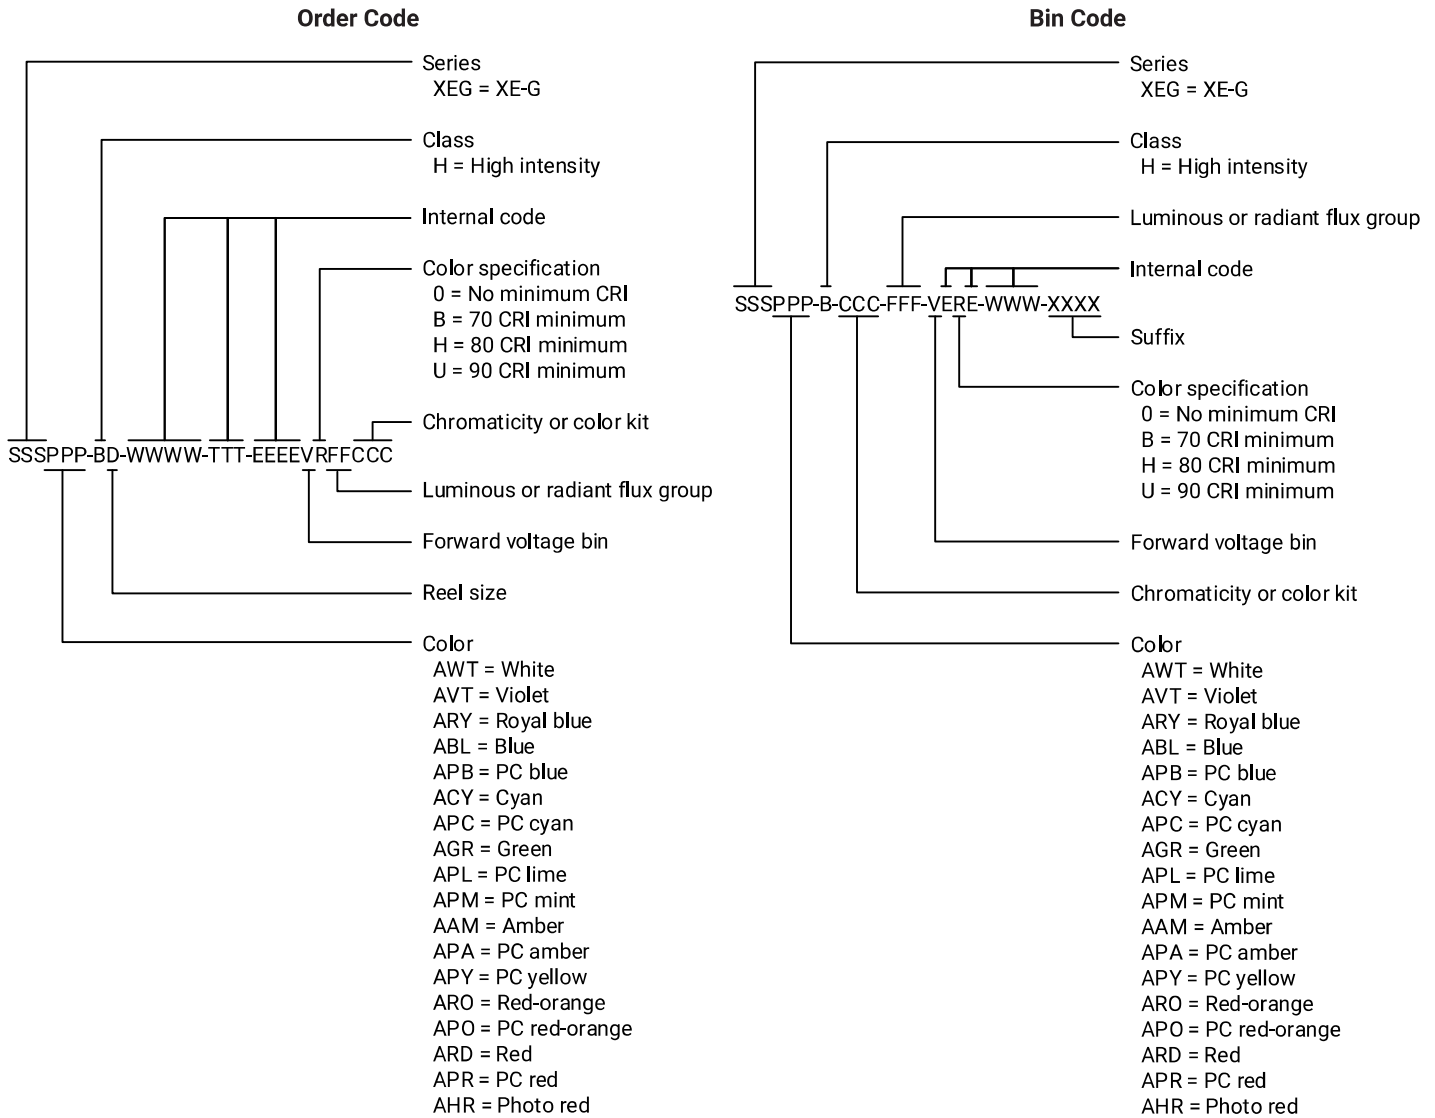 Order Code
Series
XEG = XE-G
Class
H = High intensity
Internal code
Color specification
0 = No minimum CRI
B = 70 CRI minimum
H = 80 CRI minimum
U = 90 CRI minimum
Chromaticity or color kit
SSSPPP-BD-WWWW-TTT-EEEEVRFFCCC
Luminous or radiant flux group
Forward voltage bin
Reel size
Color
AWT = White
AVT = Violet
ARY = Royal blue
ABL = Blue
APB = PC blue
ACY = Cyan
APC = PC cyan
AGR = Green
APL = PC lime
APM = PC mint
AAM = Amber
APA = PC amber
APY = PC yellow
ARO = Red-orange
APO = PC red-orange
ARD = Red
APR = PC red
AHR = Photo red
Bin Code
Series
XEG = XE-G
Class
H = High intensity
Luminous or radiant flux group
Internal code
SSSPPP-B-CCC-FFF-VERE-WWW-XXXX
Suffix
Color specification
0 = No minimum CRI
B = 70 CRI minimum
H = 80 CRI minimum
U = 90 CRI minimum
Forward voltage bin
Chromaticity or color kit
Color
AWT = White
AVT = Violet
ARY = Royal blue
ABL = Blue
APB = PC blue
ACY = Cyan
APC = PC cyan
AGR = Green
APL = PC lime
APM = PC mint
AAM = Amber
APA = PC amber
APY = PC yellow
ARO = Red-orange
APO = PC red-orange
ARD = Red
APR = PC red
AHR = Photo red